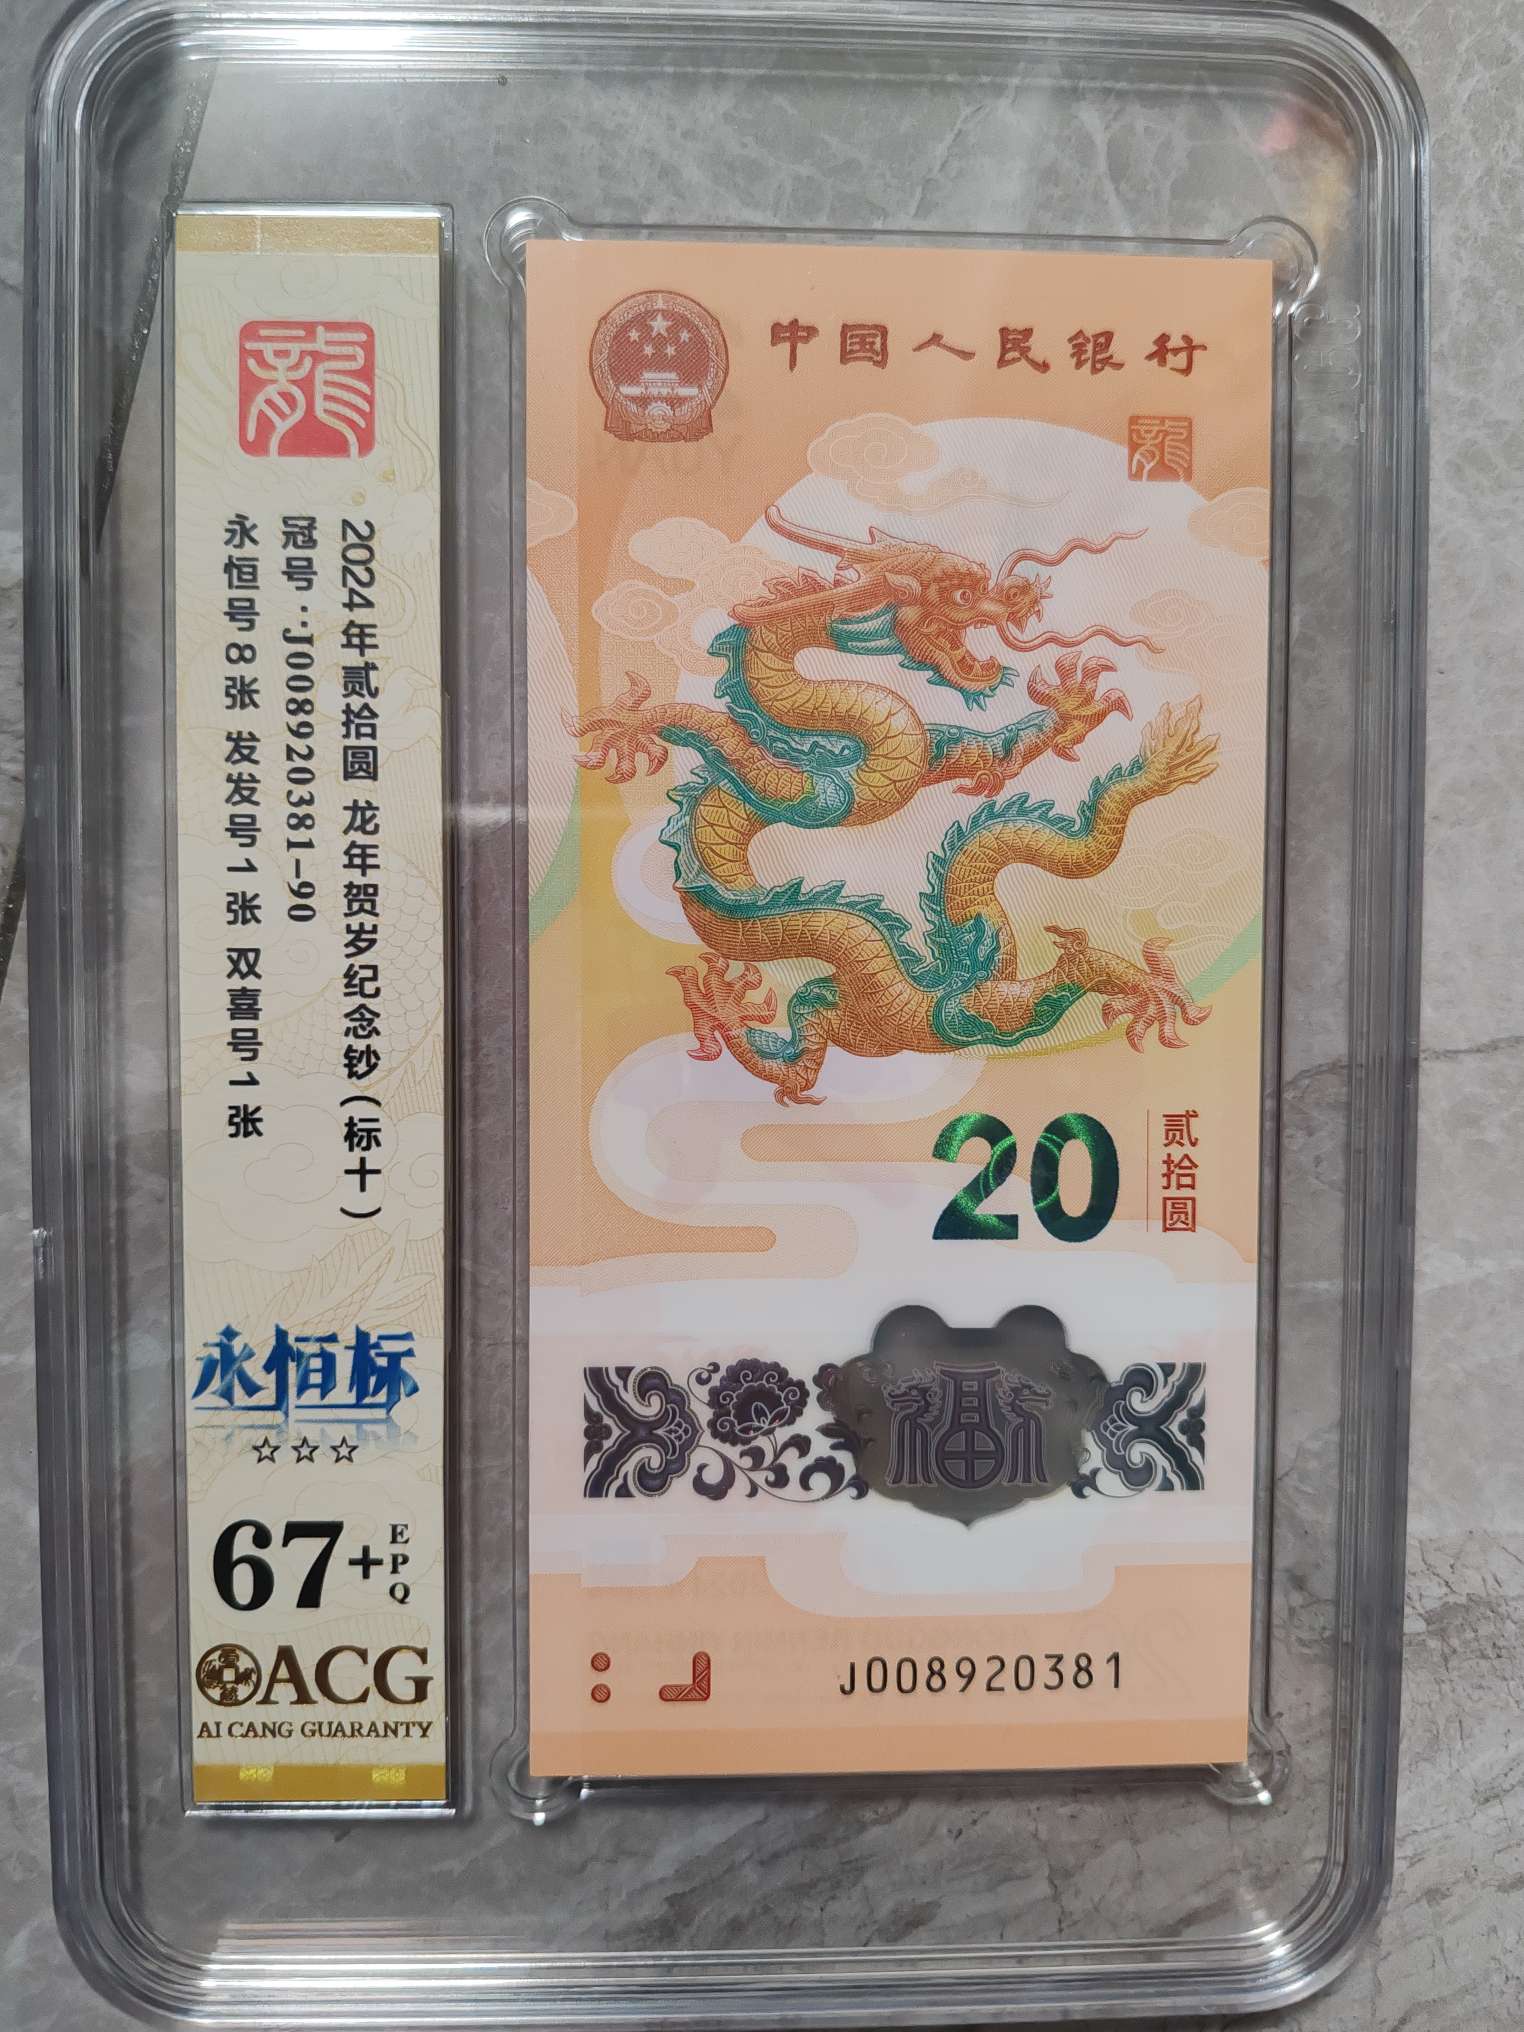 龍
2024年贰拾圆 龙年贺岁纪念钞(标十)
冠号:J008920381-90
永恒号8张 发发号1张 双喜号1张
永恒标
☆☆☆
67+
EPQ
ACG
AI CANG GUARANTY
中国人民银行
龍
20
贰拾圆
福
J008920381